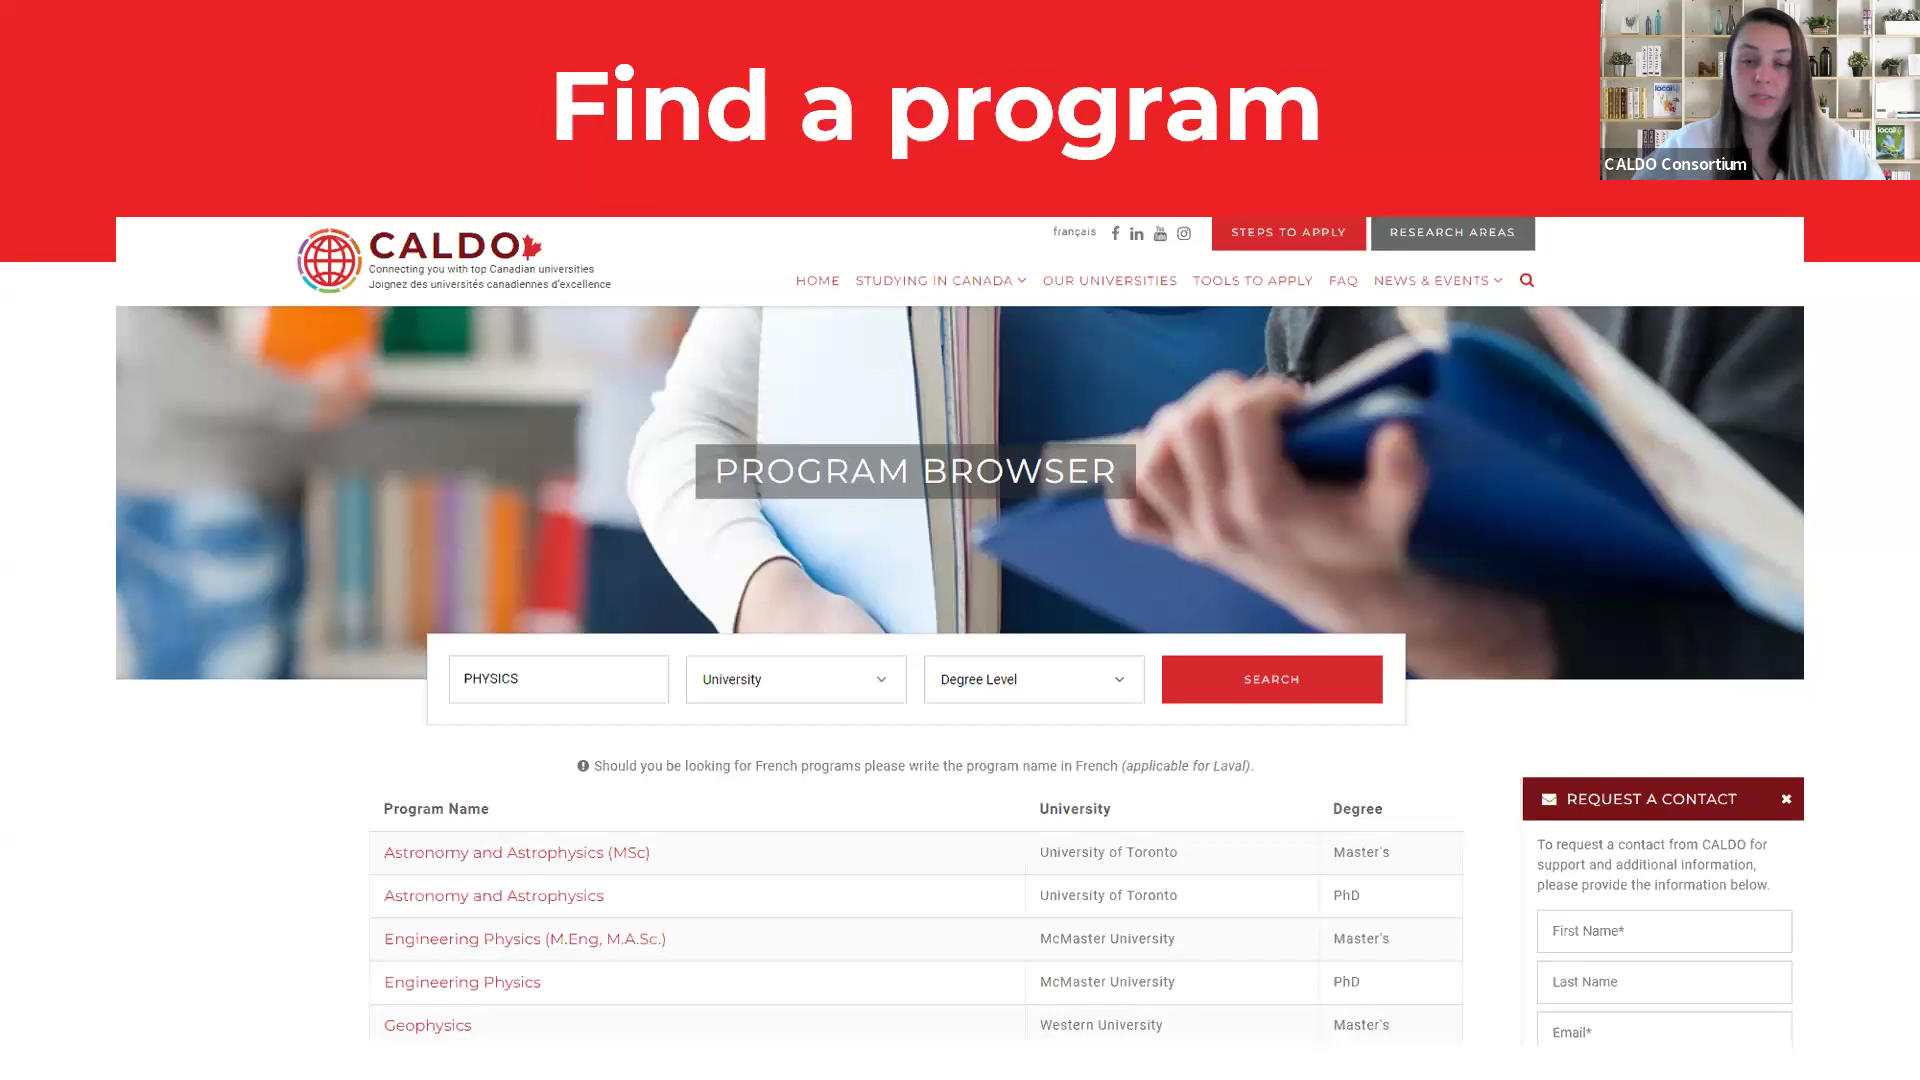 Find a program
CALDO Consortium
CALDO
Connecting you with top Canadian universities
Joignez des universités canadiennes d'excellence
français
STEPS TO APPLY
RESEARCH AREAS
HOME STUDYING IN CANADA OUR UNIVERSITIES TOOLS TO APPLY FAQ NEWS & EVENTS
PROGRAM BROWSER
PHYSICS University Degree Level SEARCH
Should you be looking for French programs please write the program name in French (applicable for Laval).
Program Name University Degree
Astronomy and Astrophysics (MSc) University of Toronto Master's
Astronomy and Astrophysics University of Toronto PhD
Engineering Physics (M.Eng, M.A.Sc.) McMaster University Master's
Engineering Physics McMaster University PhD
Geophysics Western University Master's
REQUEST A CONTACT
To request a contact from CALDO for
support and additional information,
please provide the information below.
First Name*
Last Name
Email*